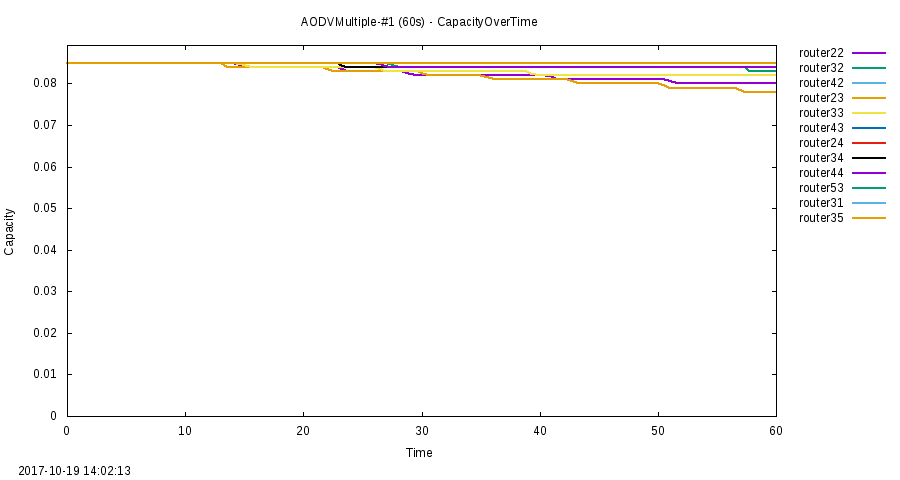 AODVMultiple-#1 (60s) - CapacityOverTime
router22
router32
router42
router23
router33
router43
router24
router34
router44
router53
router31
router35
0.08
0.07
0.06
0.05
0.04
0.03
0.02
0.01
0
Capacity
0 10 20 30 40 50 60
Time
2017-10-19 14:02:13